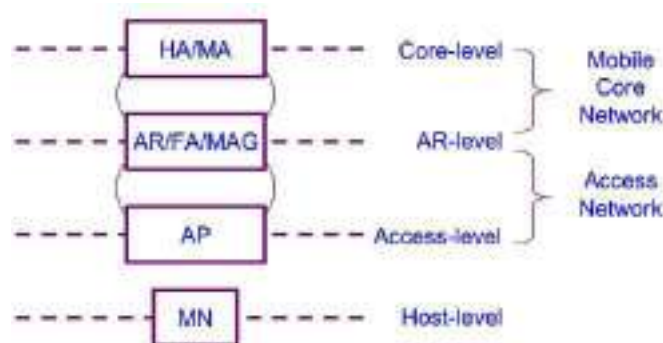 HA/MA
Core-level
Mobile
Core
Network
AR/FA/MAG
AR-level
Access
Network
AP
Access-level
MN
Host-level